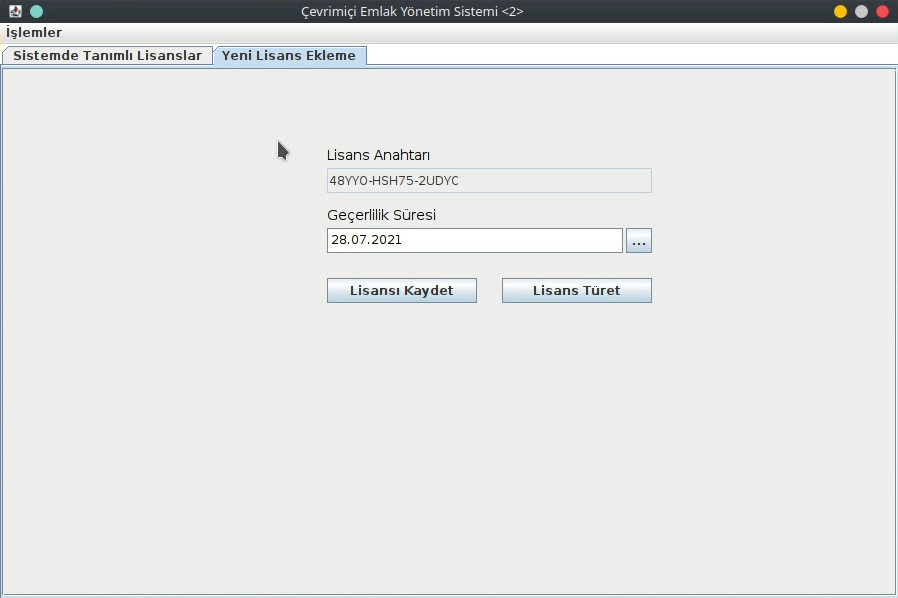 Çevrimiçi Emlak Yönetim Sistemi <2>
İşlemler
Sistemde Tanımlı Lisanslar Yeni Lisans Ekleme
Lisans Anahtarı
48YYO-HSH75-2UDYC
Geçerlilik Süresi
28.07.2021 ...
Lisansı Kaydet Lisans Türet